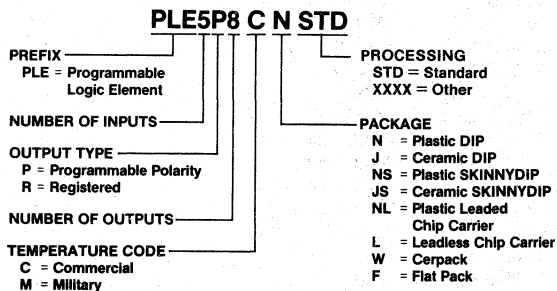 PLE5P8 C N STD
PREFIX
PLE = Programmable
Logic Element
NUMBER OF INPUTS
OUTPUT TYPE
P = Programmable Polarity
R = Registered
NUMBER OF OUTPUTS
TEMPERATURE CODE
C = Commercial
M = Military
PROCESSING
STD = Standard
XXXX = Other
PACKAGE
N = Plastic DIP
J = Ceramic DIP
NS = Plastic SKINNYDIP
JS = Ceramic SKINNYDIP
NL = Plastic Leaded
Chip Carrier
L = Leadless Chip Carrier
W = Cerpack
F = Flat Pack